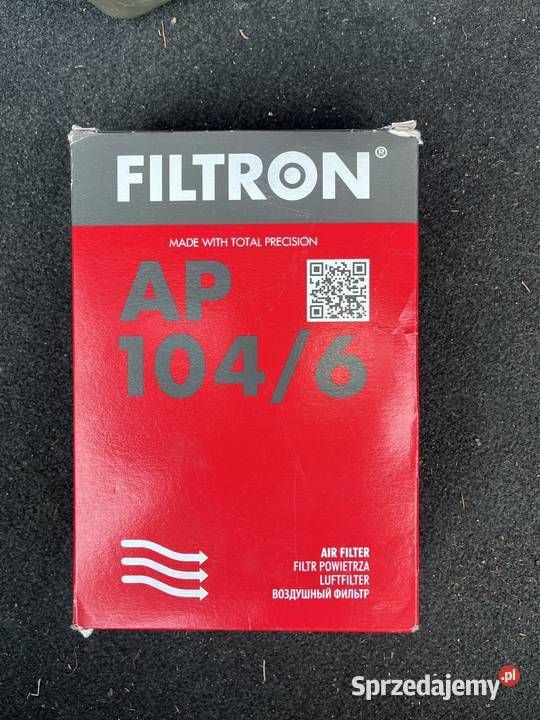 FILTRON®
MADE WITH TOTAL PRECISION
AP
104/6
AIR FILTER
FILTR POWIETRZA
LUFTFILTER
ВОЗДУШНЫЙ ФИЛЬТР
Sprzedajemy.pl